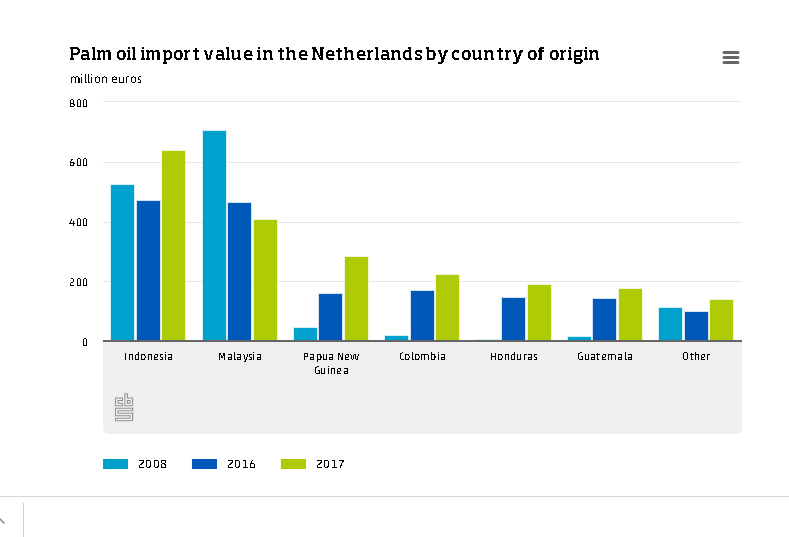 Palm oil import value in the Netherlands by country of origin
million euros
800
600
400
200
0
Indonesia
Malaysia
Papua New
Guinea
Colombia
Honduras
Guatemala
Other
cbs
2008
2016
2017